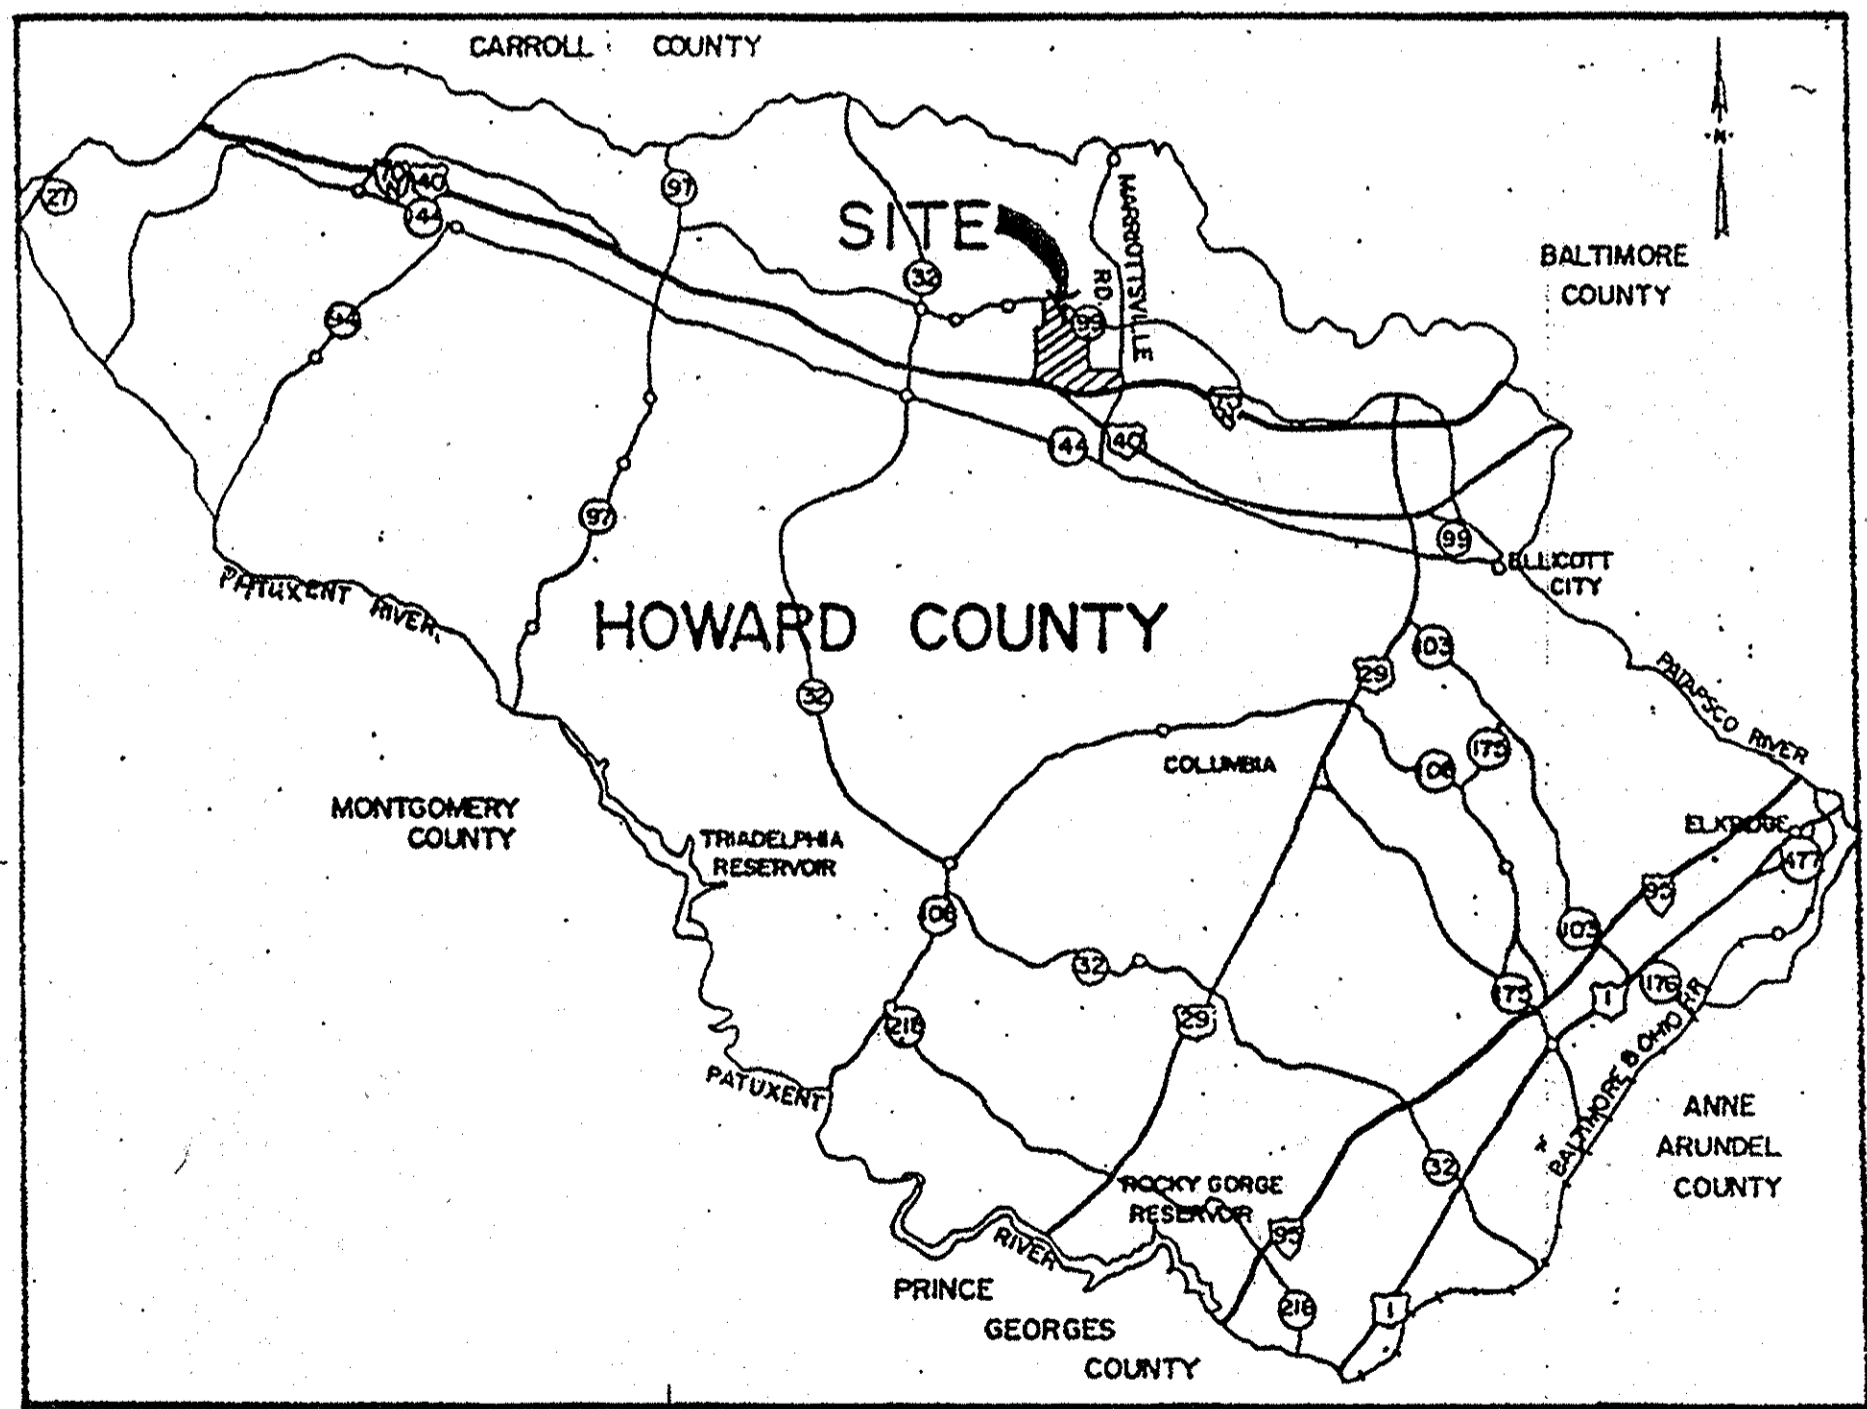 CARROLL COUNTY
N
27
70 40
144
97
SITE
MARRIOTTSVILLE
RD.
BALTIMORE
COUNTY
32
94
99
70
144
40
97
99
ELLICOTT
CITY
PATUXENT RIVER
HOWARD COUNTY
103
29
32
PATAPSCO RIVER
175
108
COLUMBIA
MONTGOMERY
COUNTY
TRIADELPHIA
RESERVOIR
ELKRIDGE
477
95
108
103
32
175
1
176
216
29
BALTIMORE & OHIO RR
PATUXENT
ANNE
ARUNDEL
COUNTY
32
ROCKY GORGE
RESERVOIR
95
RIVER
PRINCE
GEORGES
COUNTY
216
1